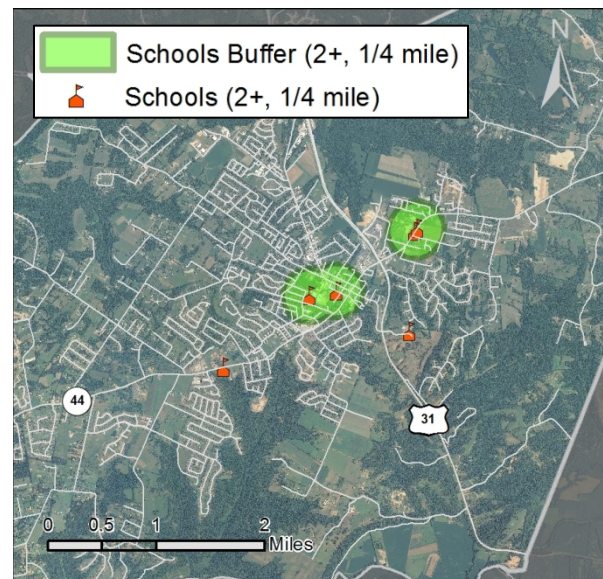 Schools Buffer (2+, 1/4 mile)
Schools (2+, 1/4 mile)
N
44
31
0 0.5 1 2
Miles